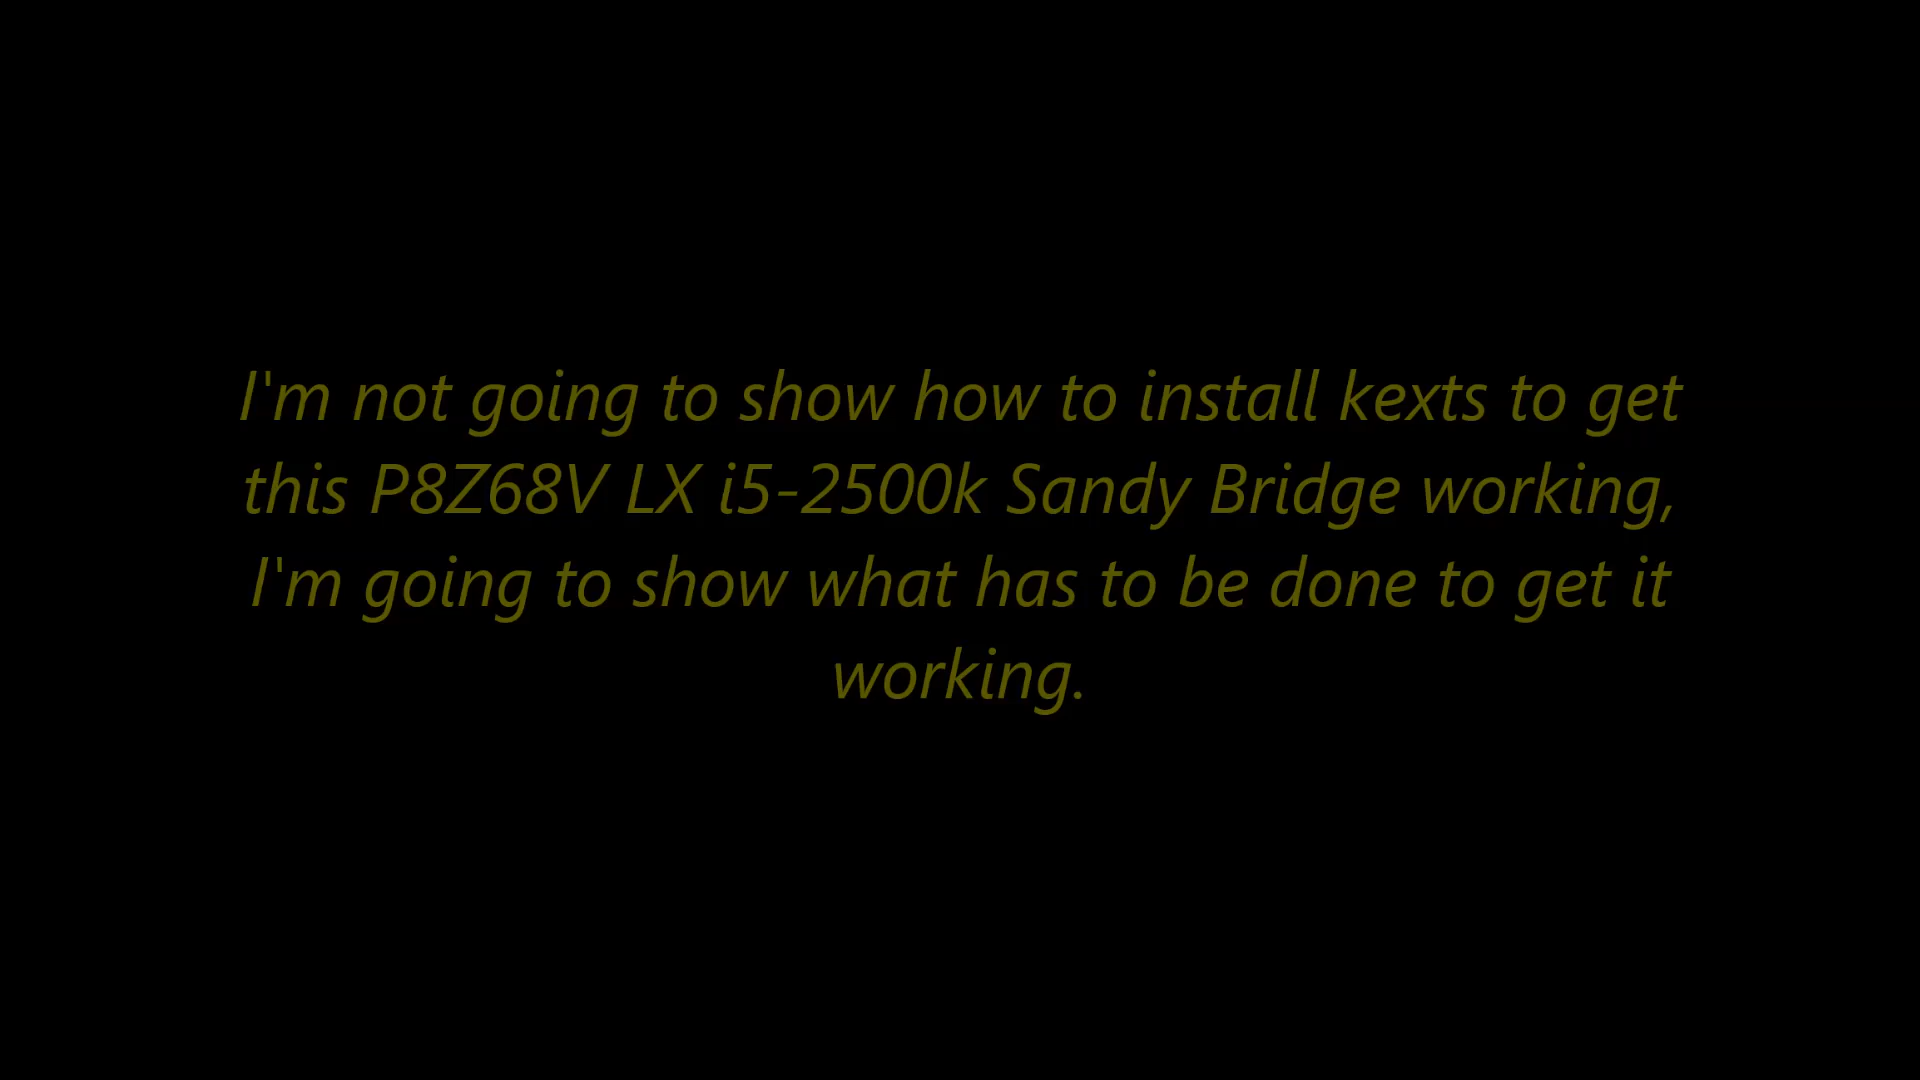 I'm not going to show how to install kexts to get
this P8Z68V LX i5-2500k Sandy Bridge working,
I'm going to show what has to be done to get it
working.